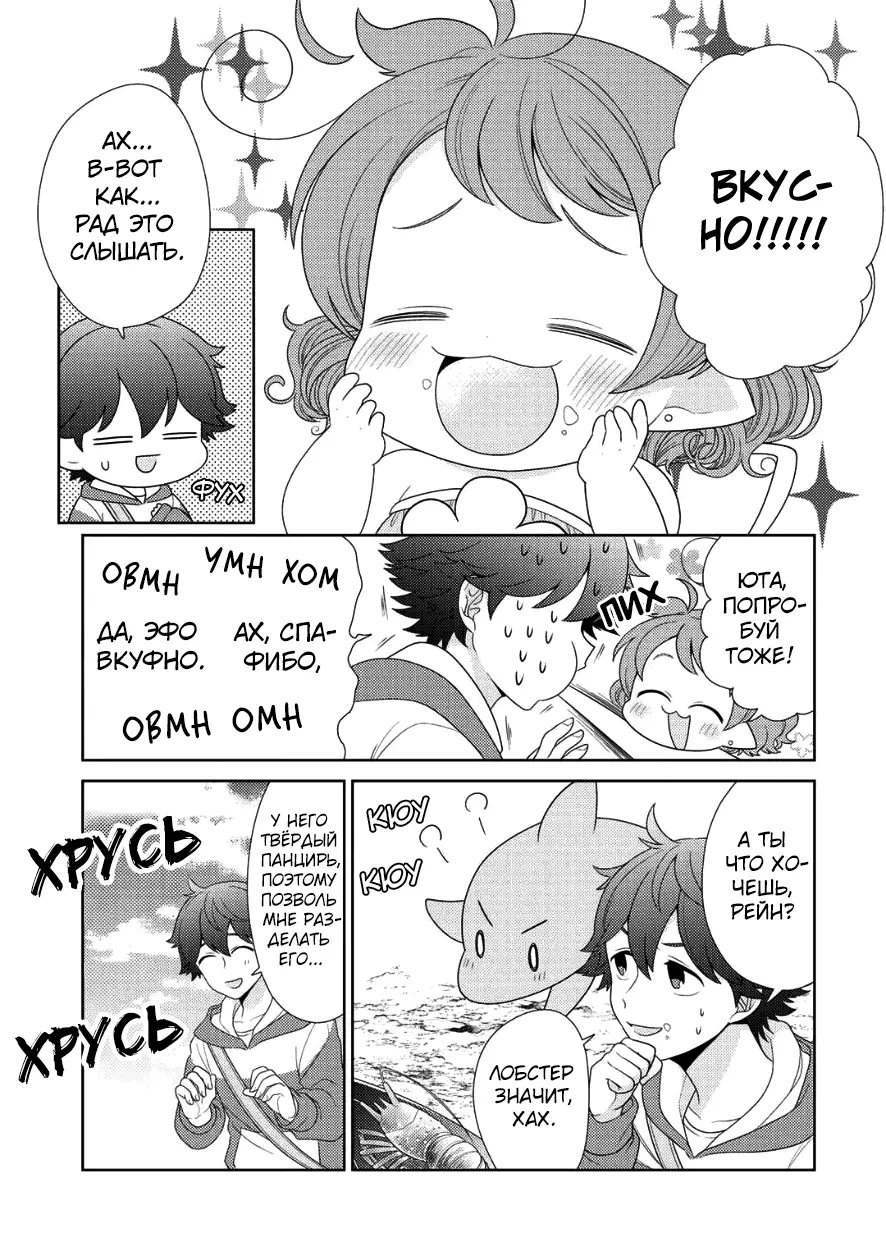 ВКУС-
НО!!!!!
АХ...
В-ВОТ
КАК...
РАД ЭТО
СЛЫШАТЬ.
ФУХ
ЮТА,
ПОПРО-
БУЙ
ТОЖЕ!
ПИХ
УМН ХОМ
ОВМН
АХ, СПА-
ФИБО,
ДА, ЭФО
ВКУФНО.
ОВМН ОМН
А ТЫ
ЧТО ХО-
ЧЕШЬ,
РЕЙН?
КЮУ
КЮУ
ЛОБСТЕР
ЗНАЧИТ,
ХАХ.
У НЕГО
ТВЁРДЫЙ
ПАНЦИРЬ,
ПОЭТОМУ
ПОЗВОЛЬ
МНЕ РАЗ-
ДЕЛАТЬ
ЕГО...
ХРУСЬ
ХРУСЬ